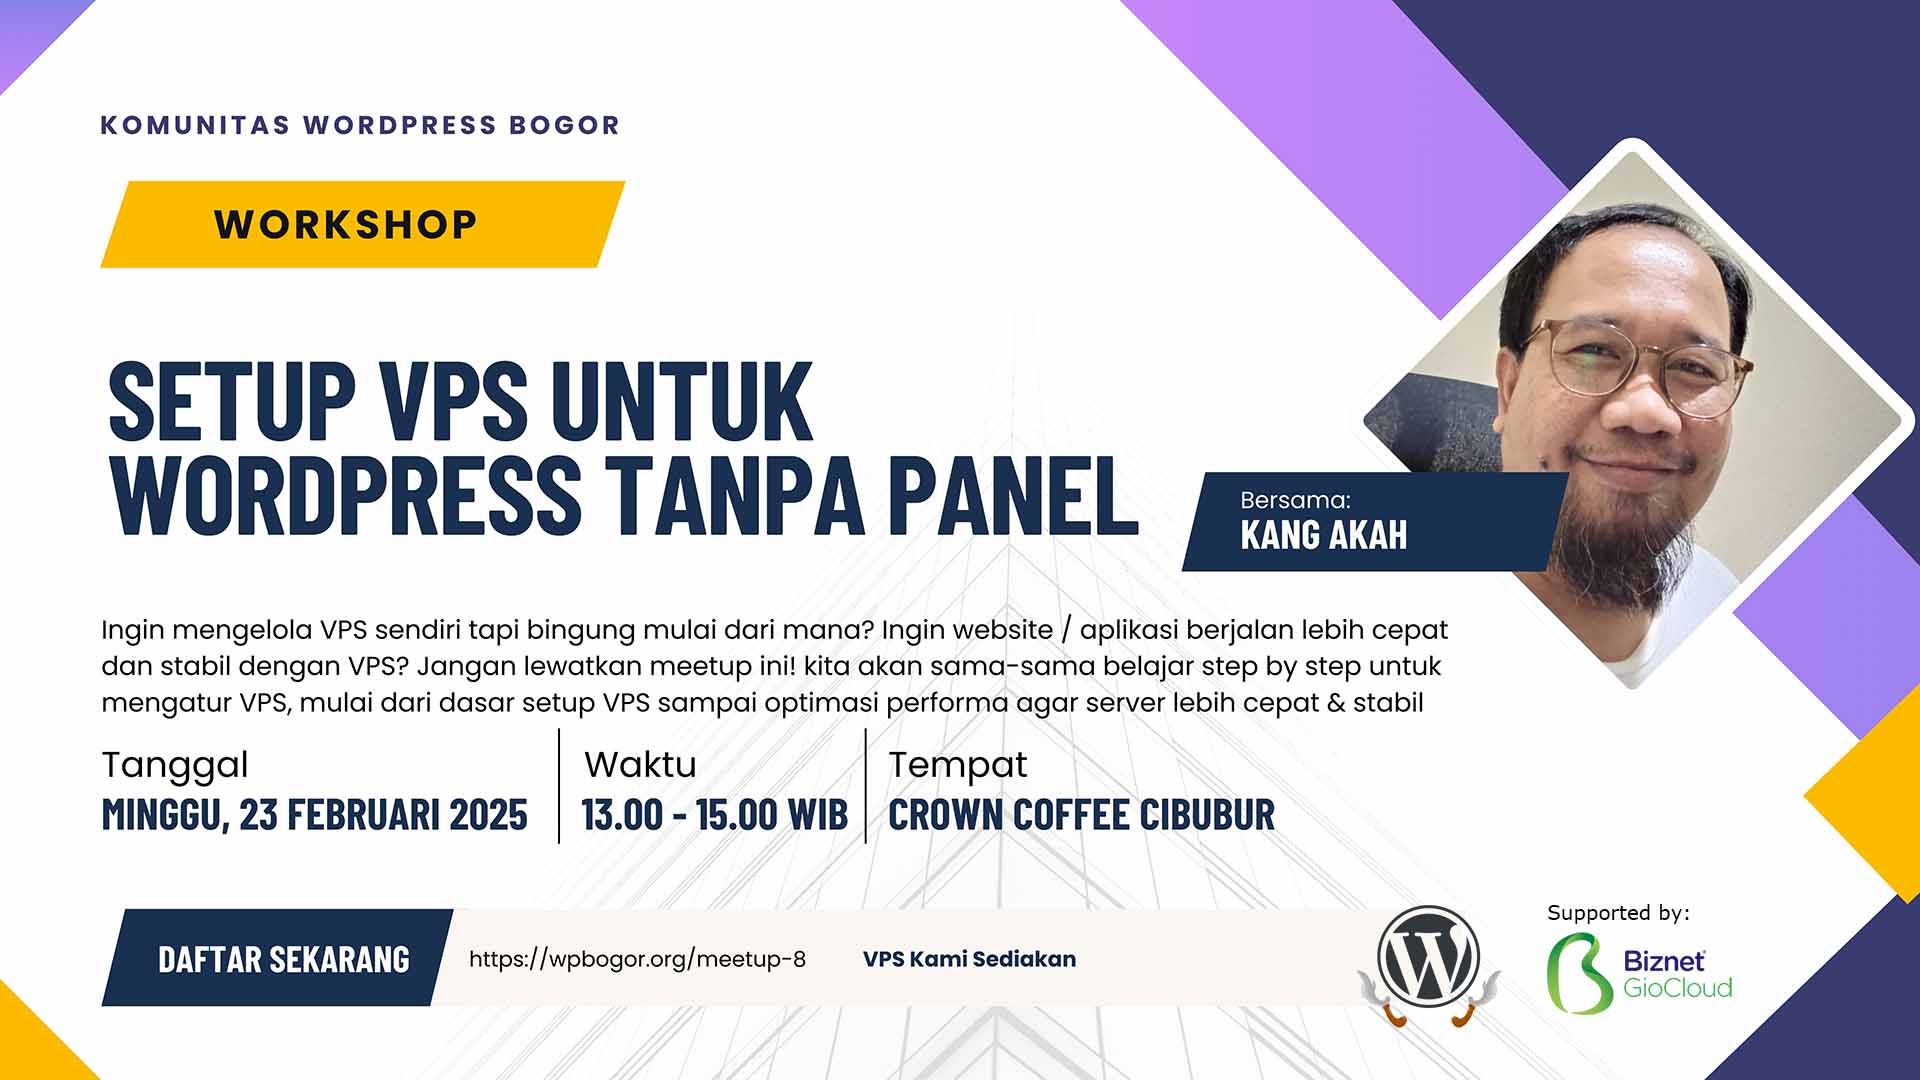 KOMUNITAS WORDPRESS BOGOR
WORKSHOP
SETUP VPS UNTUK
WORDPRESS TANPA PANEL
Bersama:
KANG AKAH
Ingin mengelola VPS sendiri tapi bingung mulai dari mana? Ingin website / aplikasi berjalan lebih cepat
dan stabil dengan VPS? Jangan lewatkan meetup ini! kita akan sama-sama belajar step by step untuk
mengatur VPS, mulai dari dasar setup VPS sampai optimasi performa agar server lebih cepat & stabil
Tanggal
MINGGU, 23 FEBRUARI 2025
Waktu
13.00 - 15.00 WIB
Tempat
CROWN COFFEE CIBUBUR
DAFTAR SEKARANG
https://wpbogor.org/meetup-8
VPS Kami Sediakan
W
Supported by:
Biznet
GioCloud